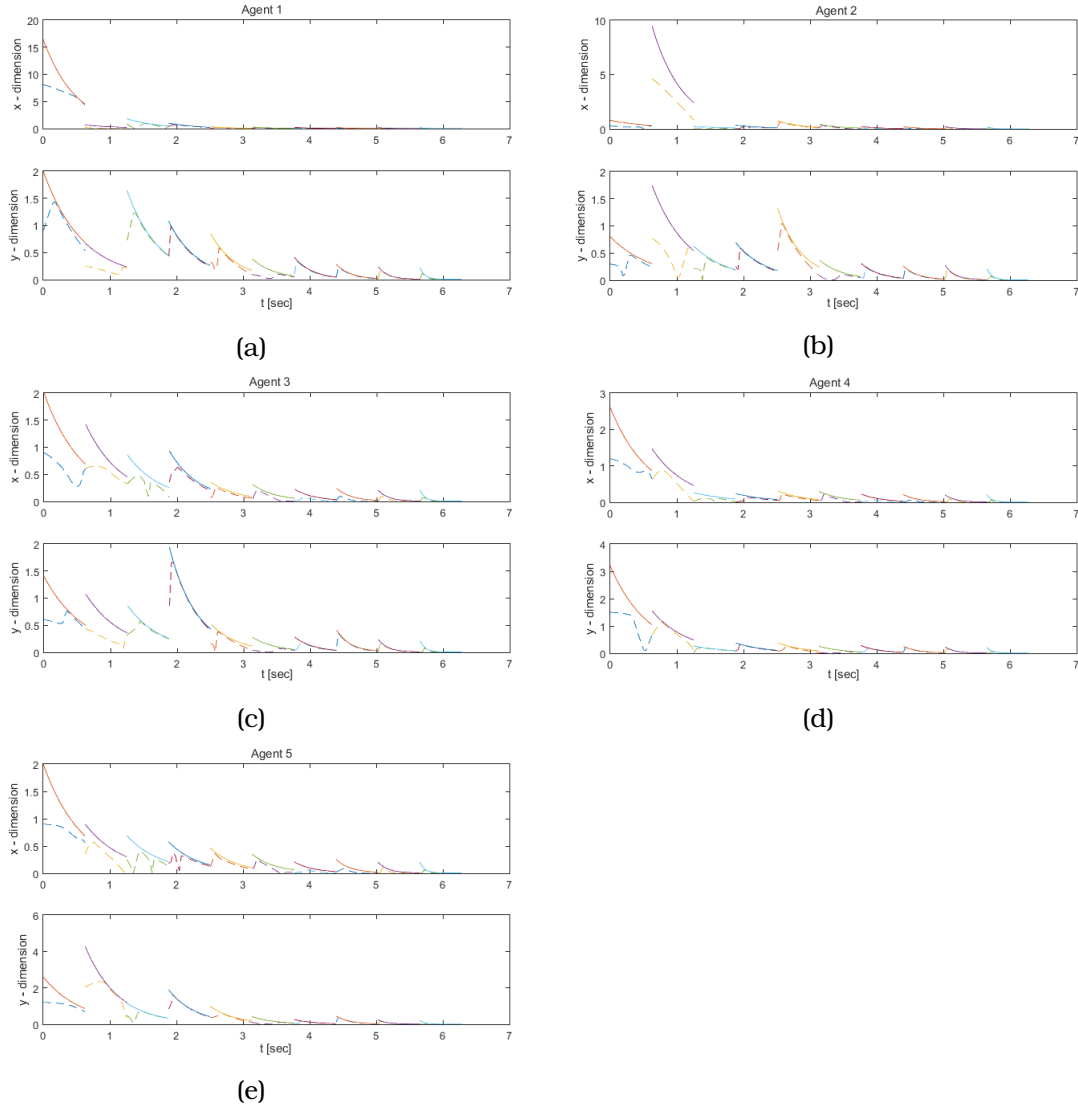 Agent 1
20
15
10
5
0
x - dimension
0 1 2 3 4 5 6 7
2
1.5
1
0.5
0
y - dimension
0 1 2 3 4 5 6 7
t [sec]
(a)
Agent 2
10
5
0
x - dimension
0 1 2 3 4 5 6 7
2
1.5
1
0.5
0
y - dimension
0 1 2 3 4 5 6 7
t [sec]
(b)
Agent 3
2
1.5
1
0.5
0
x - dimension
0 1 2 3 4 5 6 7
2
1.5
1
0.5
0
y - dimension
0 1 2 3 4 5 6 7
t [sec]
(c)
Agent 4
3
2
1
0
x - dimension
0 1 2 3 4 5 6 7
4
3
2
1
0
y - dimension
0 1 2 3 4 5 6 7
t [sec]
(d)
Agent 5
2
1.5
1
0.5
0
x - dimension
0 1 2 3 4 5 6 7
6
4
2
0
y - dimension
0 1 2 3 4 5 6 7
t [sec]
(e)